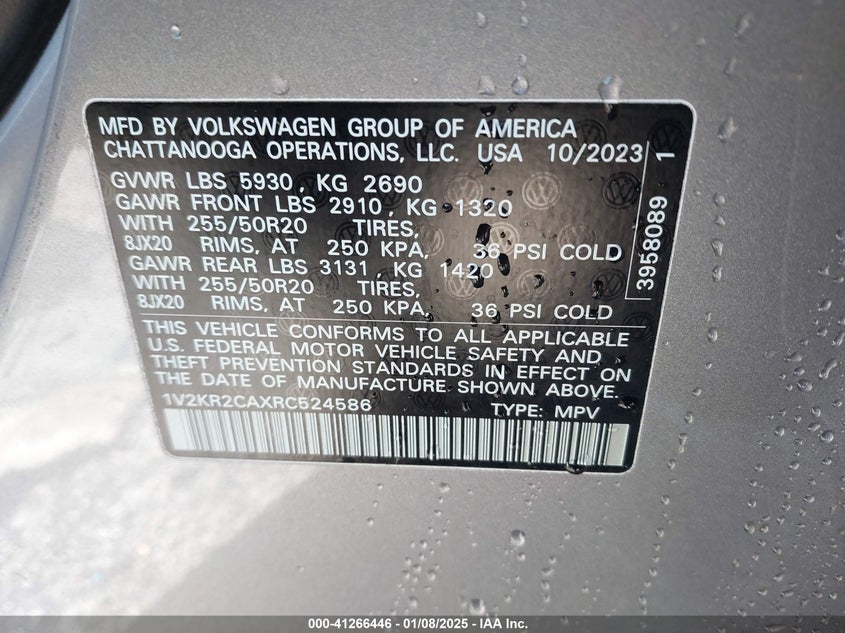 MFD BY VOLKSWAGEN GROUP OF AMERICA
CHATTANOOGA OPERATIONS, LLC. USA 10/2023
GVWR LBS 5930, KG 2690
GAWR FRONT LBS 2910, KG 1320
WITH 255/50R20 TIRES,
8JX20 RIMS, AT 250 KPA, 36 PSI COLD
GAWR REAR LBS 3131 KG 1420
WITH 255/50R20 TIRES,
8JX20 RIMS, AT 250 KPA, 36 PSI COLD
THIS VEHICLE CONFORMS TO ALL APPLICABLE
U.S. FEDERAL MOTOR VEHICLE SAFETY AND
THEFT PREVENTION STANDARDS IN EFFECT ON
THE DATE OF MANUFACTURE SHOWN ABOVE.
1V2KR2CAXRC524586 TYPE: MPV
3958089 1
000-41266446 - 01/08/2025 - IAA Inc.